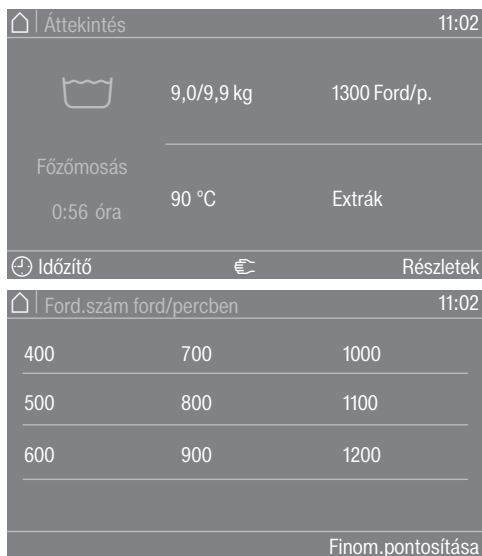 Áttekintés 11:02
9,0/9,9 kg 1300 Ford/p.
Főzőmosás
0:56 óra
90 °C Extrák
Időzítő Részletek
Ford.szám ford/percben 11:02
400 700 1000
500 800 1100
600 900 1200
Finom.pontosítása